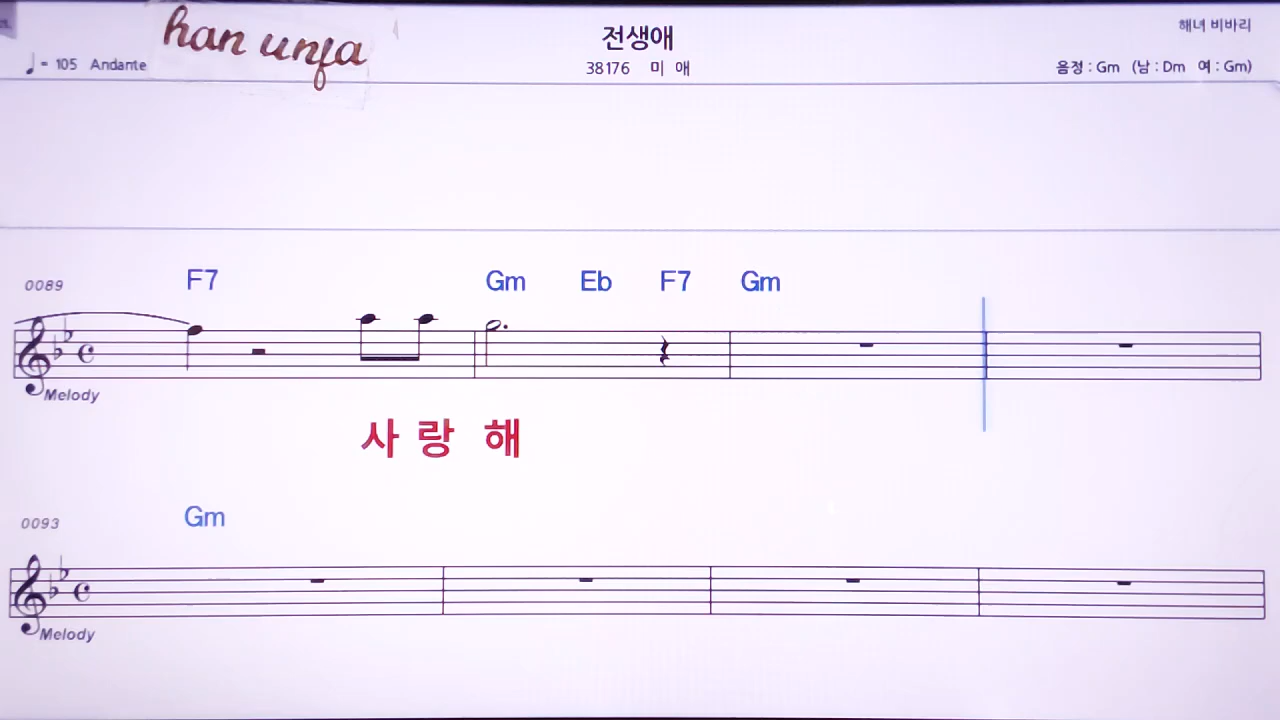 han unfa
전생애
해녀 비바리
♩ = 105 Andante
38176 미 애
음정 : Gm (남 : Dm 여 : Gm)
0089 F7 Gm Eb F7 Gm
Melody
사 랑 해
0093 Gm
Melody